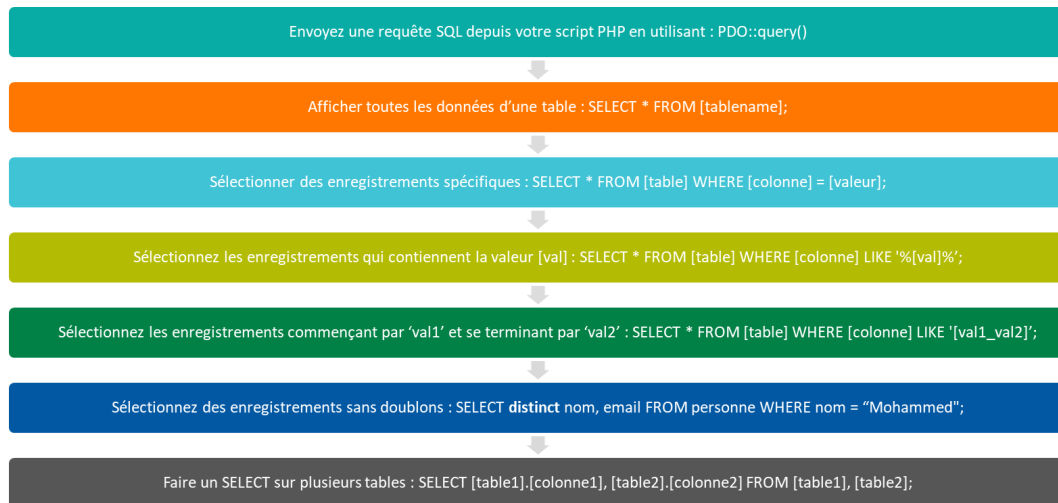 Envoyez une requête SQL depuis votre script PHP en utilisant : PDO::query()
Afficher toutes les données d’une table : SELECT * FROM [tablename];
Sélectionner des enregistrements spécifiques : SELECT * FROM [table] WHERE [colonne] = [valeur];
Sélectionnez les enregistrements qui contiennent la valeur [val] : SELECT * FROM [table] WHERE [colonne] LIKE '%[val]%’;
Sélectionnez les enregistrements commençant par ‘val1’ et se terminant par ‘val2’ : SELECT * FROM [table] WHERE [colonne] LIKE '[val1_val2]’;
Sélectionnez des enregistrements sans doublons : SELECT distinct nom, email FROM personne WHERE nom = “Mohammed";
Faire un SELECT sur plusieurs tables : SELECT [table1].[colonne1], [table2].[colonne2] FROM [table1], [table2];